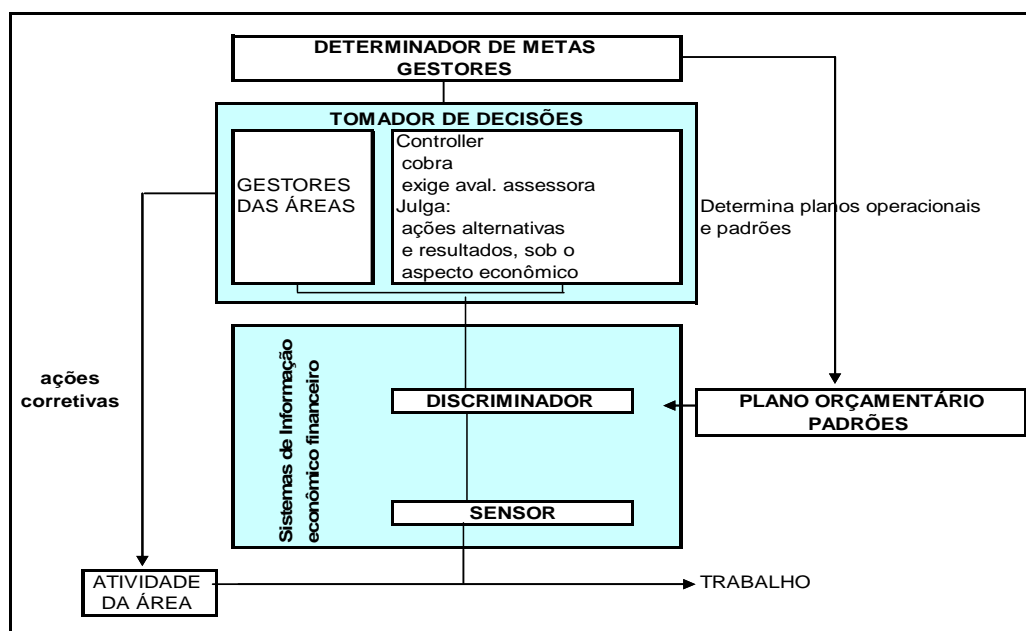 DETERMINADOR DE METAS
GESTORES
TOMADOR DE DECISÕES
GESTORES
DAS ÁREAS
Controller
cobra
exige aval. assessora
Julga:
ações alternativas
e resultados, sob o
aspecto econômico
Determina planos operacionais
e padrões
ações
corretivas
Sistemas de Informação
econômico financeiro
DISCRIMINADOR
PLANO ORÇAMENTÁRIO
PADRÕES
SENSOR
ATIVIDADE
DA ÁREA
TRABALHO